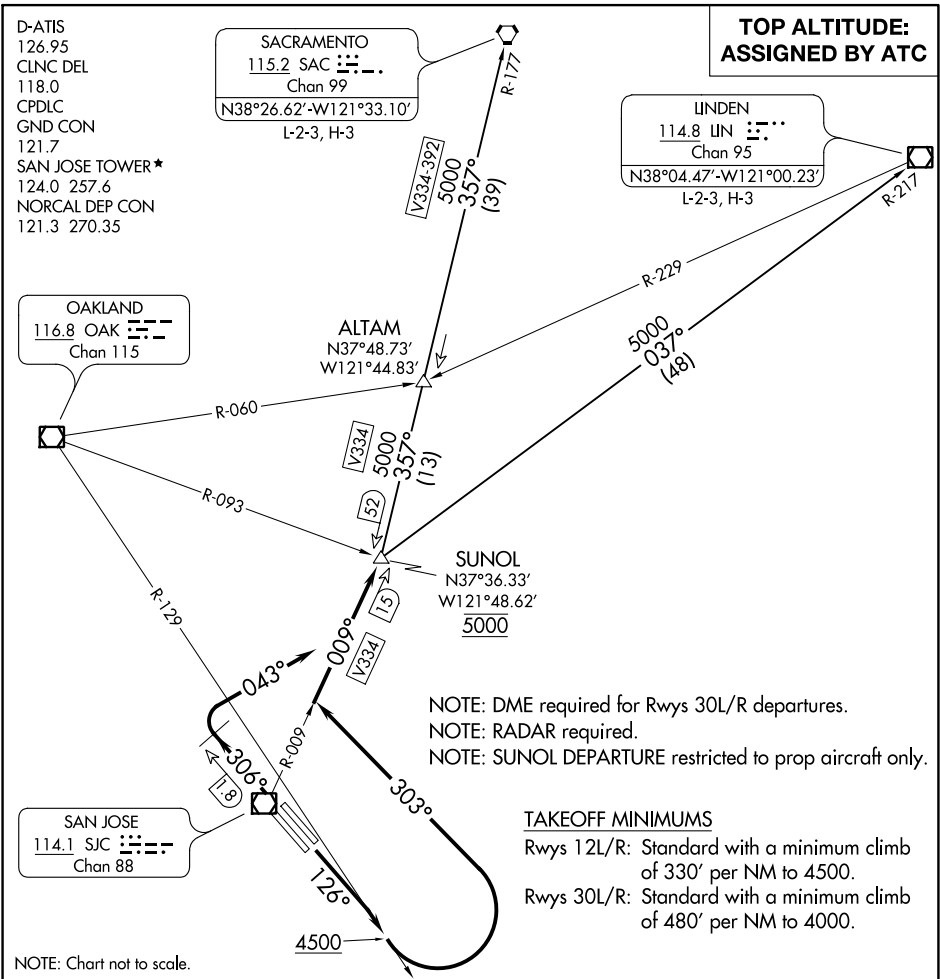 D-ATIS
126.95
CLNC DEL
118.0
CPDLC
GND CON
121.7
SAN JOSE TOWER★
124.0 257.6
NORCAL DEP CON
121.3 270.35
SACRAMENTO
115.2 SAC
Chan 99
N38°26.62'-W121°33.10'
L-2-3, H-3
R-177
TOP ALTITUDE:
ASSIGNED BY ATC
LINDEN
114.8 LIN
Chan 95
N38°04.47'-W121°00.23'
L-2-3, H-3
R-217
V334-392
5000
357°
(39)
R-229
OAKLAND
116.8 OAK
Chan 115
ALTAM
N37°48.73'
W121°44.83'
5000
037°
(48)
R-060
V334
5000
357°
(13)
R-093
52
SUNOL
N37°36.33'
W121°48.62'
5000
15
R-129
009°
V334
043°
NOTE: DME required for Rwys 30L/R departures.
NOTE: RADAR required.
NOTE: SUNOL DEPARTURE restricted to prop aircraft only.
R-009
306°
1.8
303°
SAN JOSE
114.1 SJC
Chan 88
TAKEOFF MINIMUMS
Rwys 12L/R: Standard with a minimum climb
of 330' per NM to 4500.
Rwys 30L/R: Standard with a minimum climb
of 480' per NM to 4000.
126°
4500
NOTE: Chart not to scale.